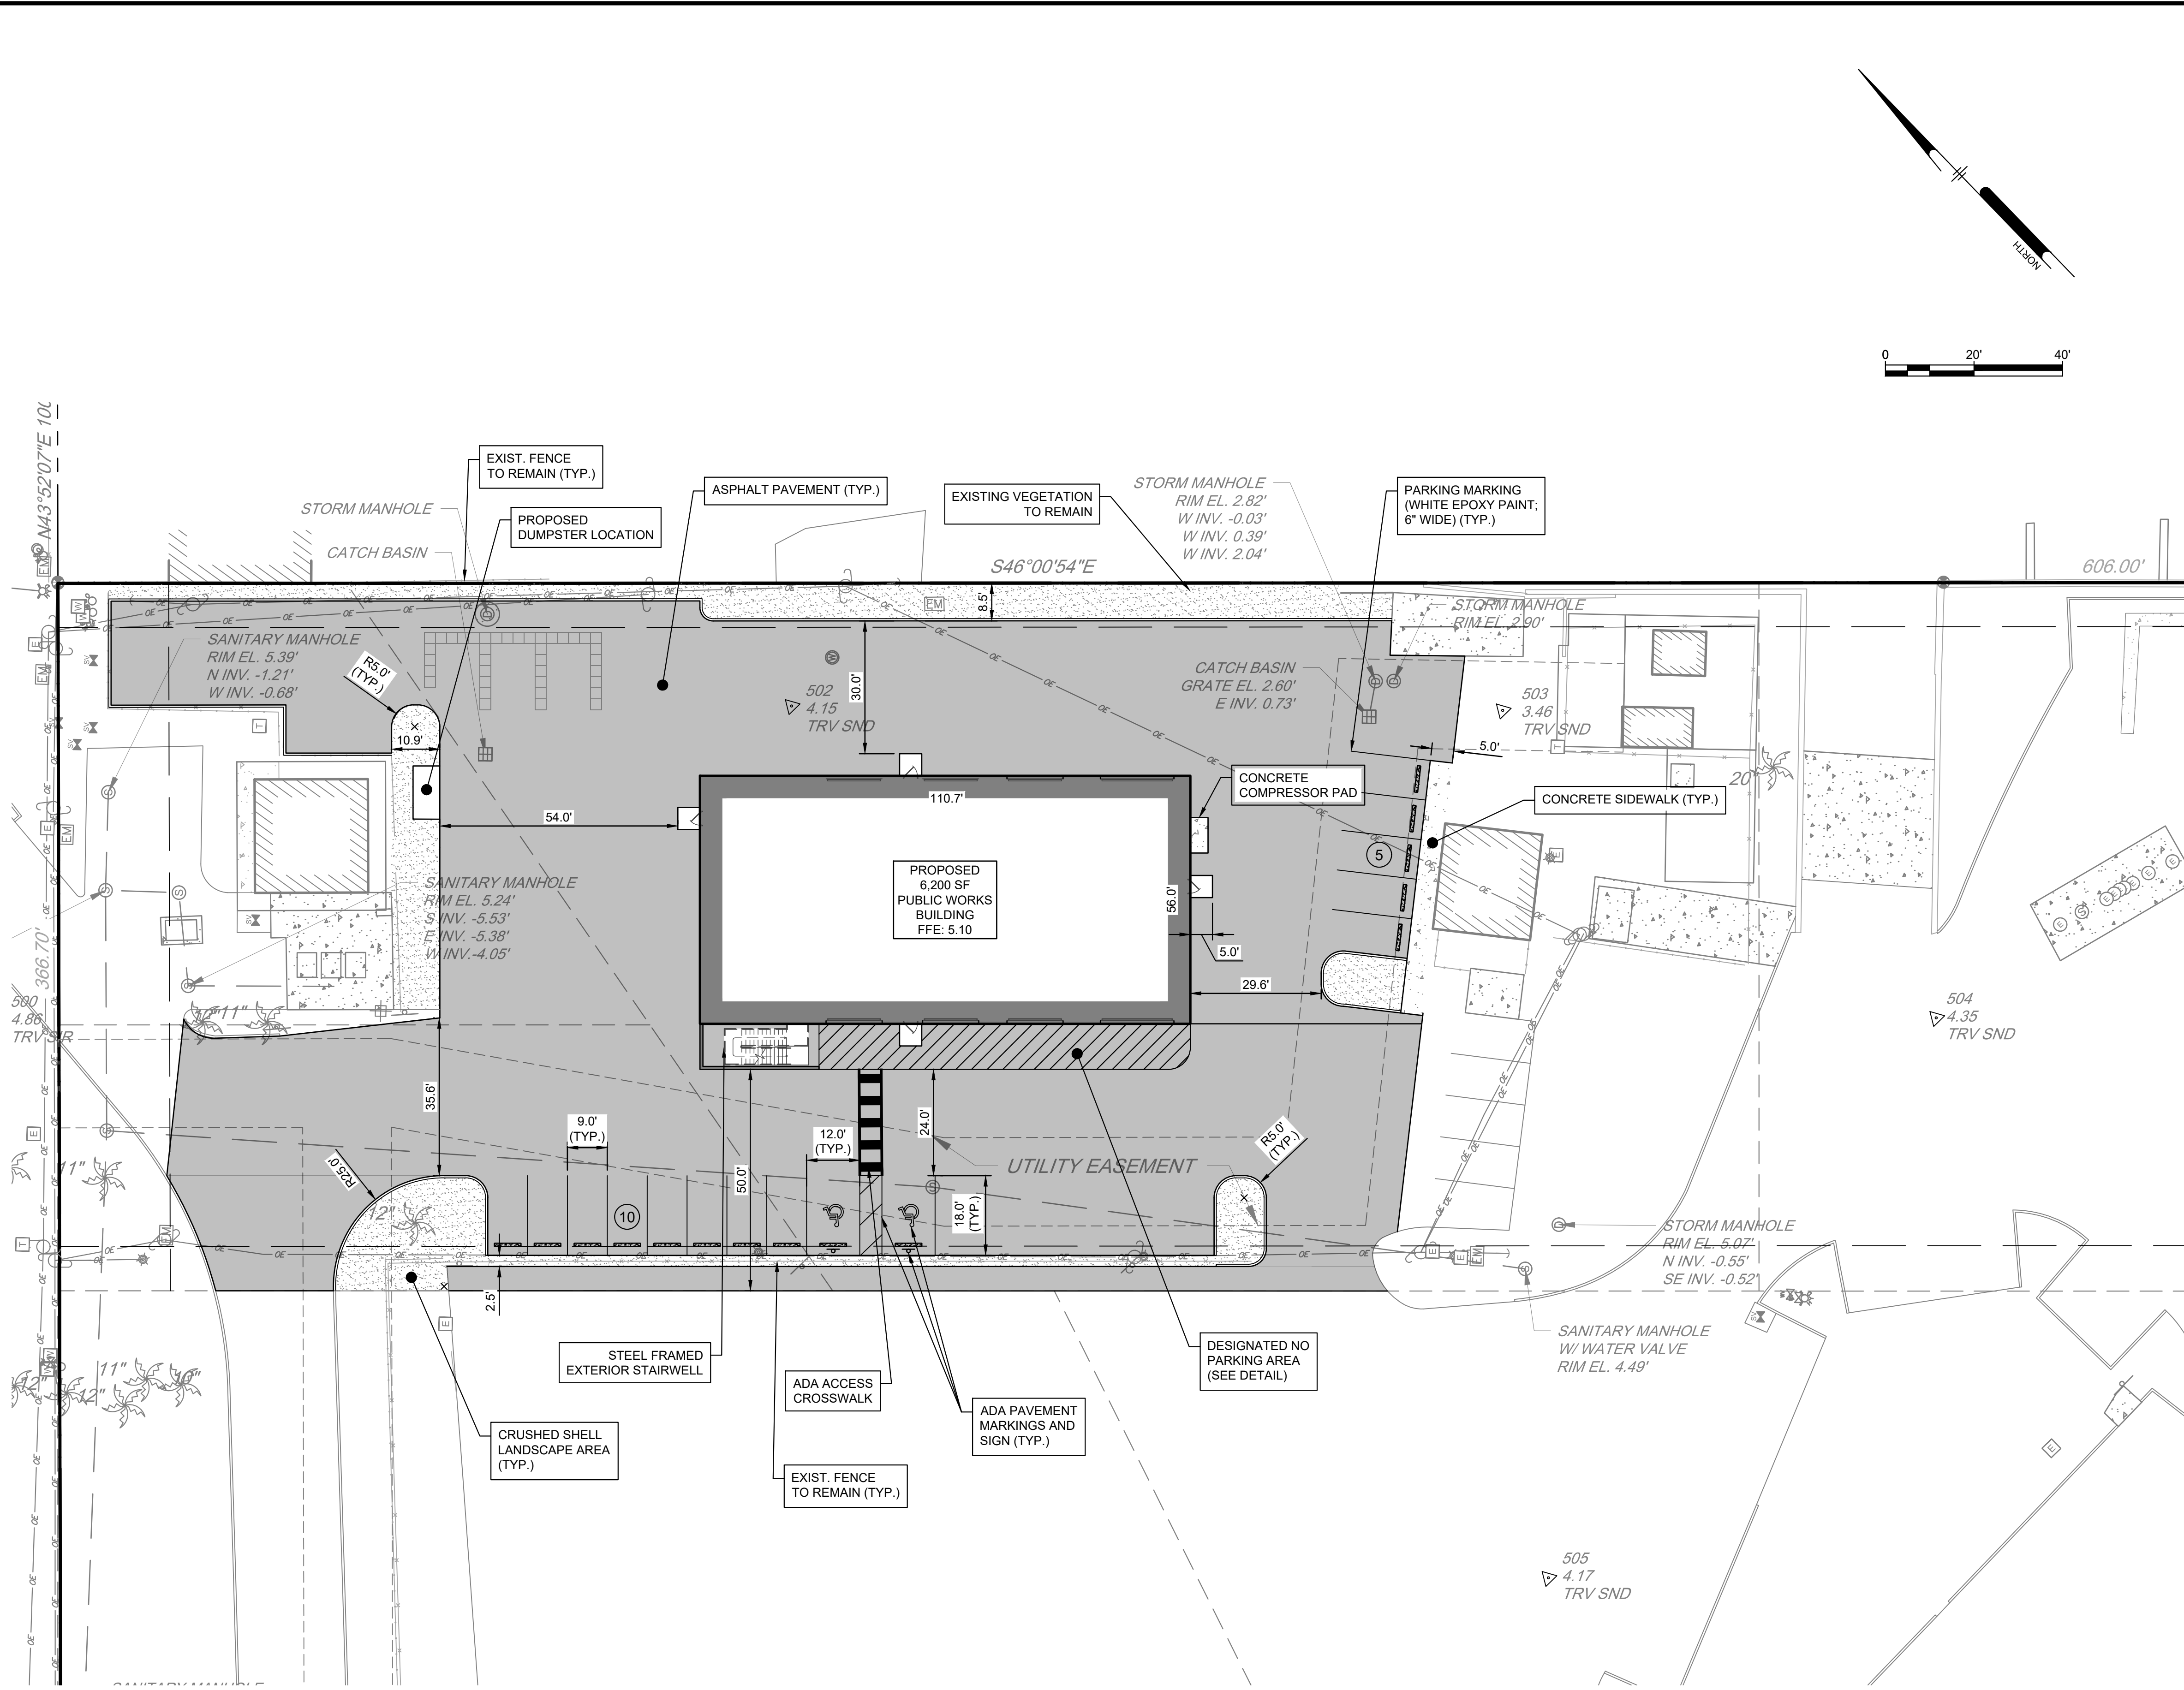 NORTH
0 20' 40'
N43°52'07"E
EXIST. FENCE
TO REMAIN (TYP.)
STORM MANHOLE
PROPOSED
DUMPSTER LOCATION
CATCH BASIN
ASPHALT PAVEMENT (TYP.)
EXISTING VEGETATION
TO REMAIN
STORM MANHOLE
RIM EL. 2.82'
W INV. -0.03'
W INV. 0.39'
W INV. 2.04'
PARKING MARKING
(WHITE EPOXY PAINT;
6" WIDE) (TYP.)
S46°00'54"E
606.00'
8.5'
EM
STORM MANHOLE
RIM EL. 2.90'
SANITARY MANHOLE
RIM EL. 5.39'
N INV. -1.21'
W INV. -0.68'
R5.0'
(TYP.)
10.9'
502
4.15
TRV SND
30.0'
CATCH BASIN
GRATE EL. 2.60'
E INV. 0.73'
503
3.46
TRV SND
5.0'
20"
CONCRETE
COMPRESSOR PAD
CONCRETE SIDEWALK (TYP.)
110.7'
54.0'
5
PROPOSED
6,200 SF
PUBLIC WORKS
BUILDING
FFE: 5.10
56.0'
5.0'
29.6'
SANITARY MANHOLE
RIM EL. 5.24'
S INV. -5.53'
E INV. -5.38'
W INV.-4.05'
366.70'
500
4.86
11"
504
4.35
TRV SND
35.6'
9.0'
(TYP.)
12.0'
(TYP.)
24.0'
R5.0'
(TYP.)
UTILITY EASEMENT
50.0'
18.0'
(TYP.)
R25.0'
11"
12"
10
2.5'
STORM MANHOLE
RIM EL. 5.07'
N INV. -0.55'
SE INV. -0.52'
SANITARY MANHOLE
W/ WATER VALVE
RIM EL. 4.49'
STEEL FRAMED
EXTERIOR STAIRWELL
ADA ACCESS
CROSSWALK
DESIGNATED NO
PARKING AREA
(SEE DETAIL)
ADA PAVEMENT
MARKINGS AND
SIGN (TYP.)
CRUSHED SHELL
LANDSCAPE AREA
(TYP.)
EXIST. FENCE
TO REMAIN (TYP.)
11"
12"
10"
505
4.17
TRV SND